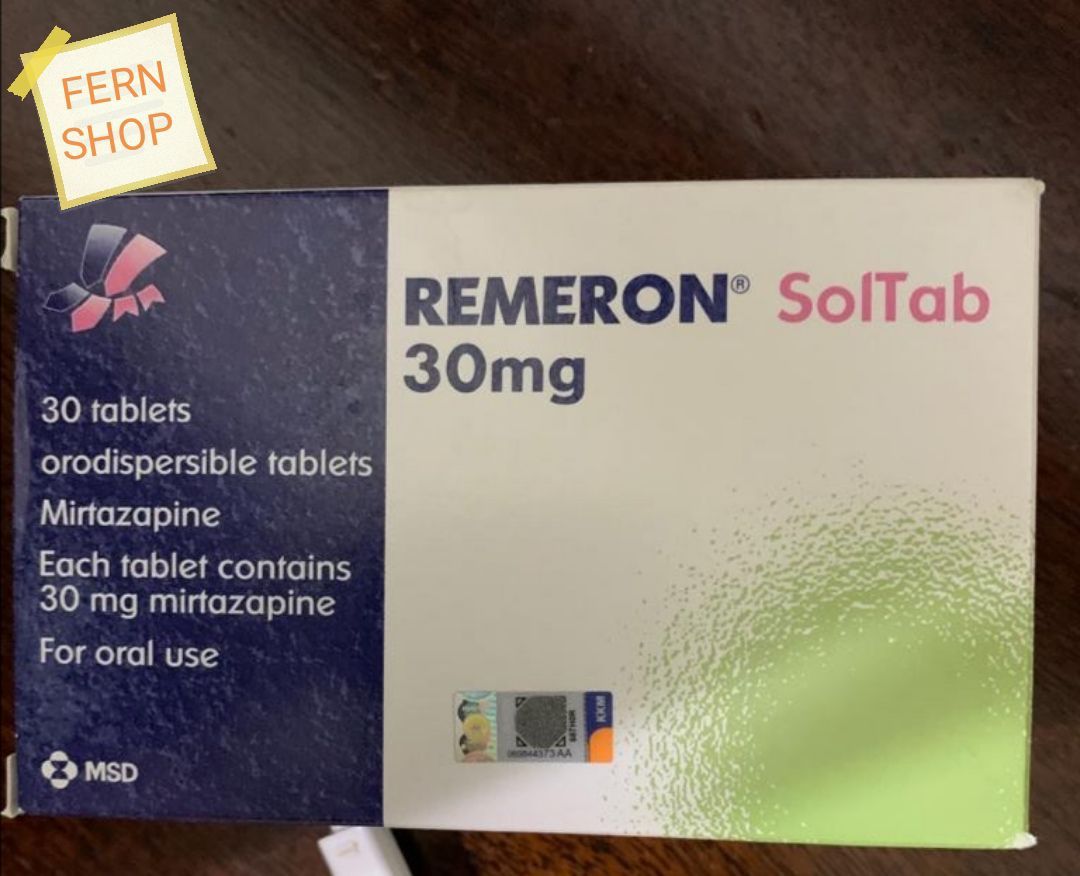 FERN
SHOP
REMERON® SolTab
30mg
30 tablets
orodispersible tablets
Mirtazapine
Each tablet contains
30 mg mirtazapine
For oral use
MSD
KKM